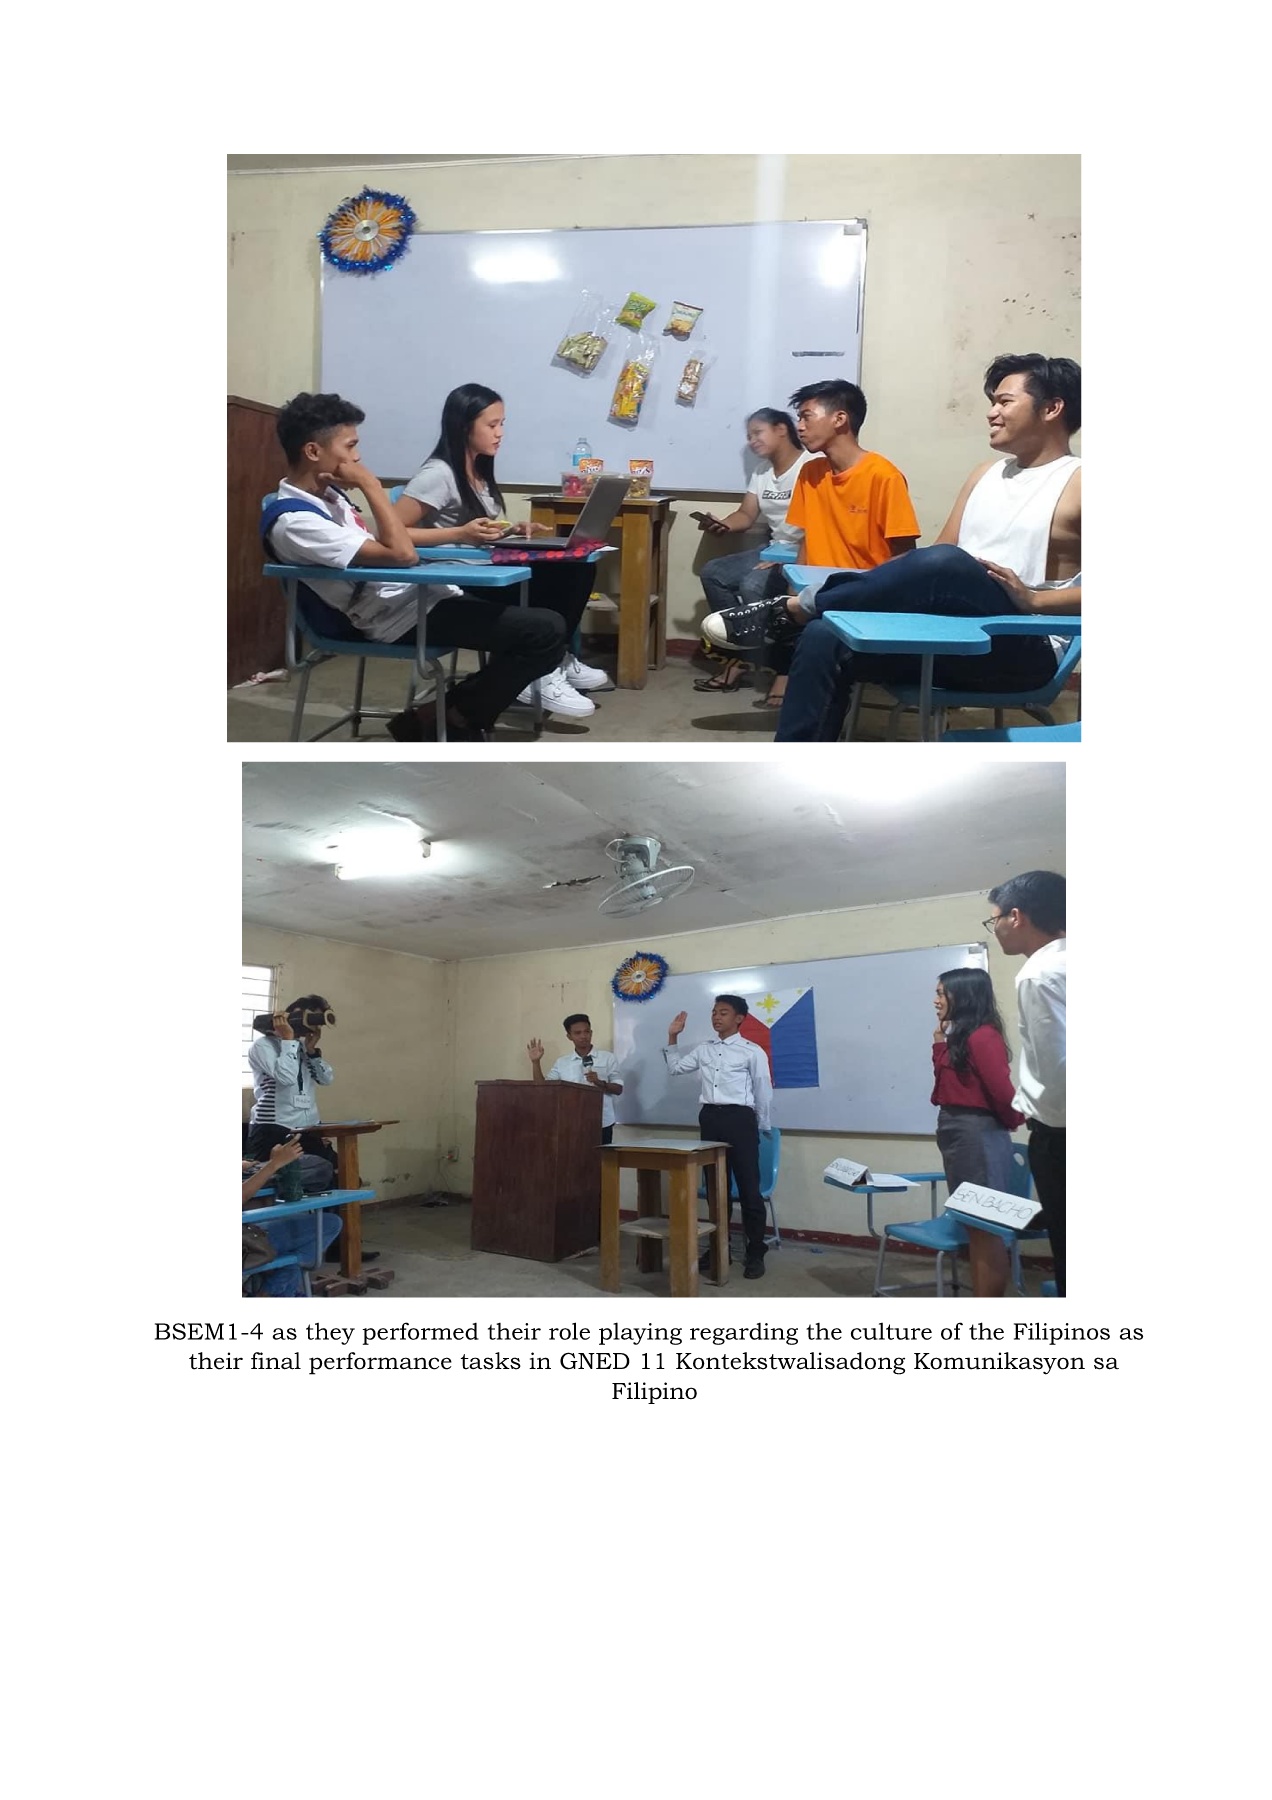 SEN.BACHO
BSEM1-4 as they performed their role playing regarding the culture of the Filipinos as
their final performance tasks in GNED 11 Kontekstwalisadong Komunikasyon sa
Filipino